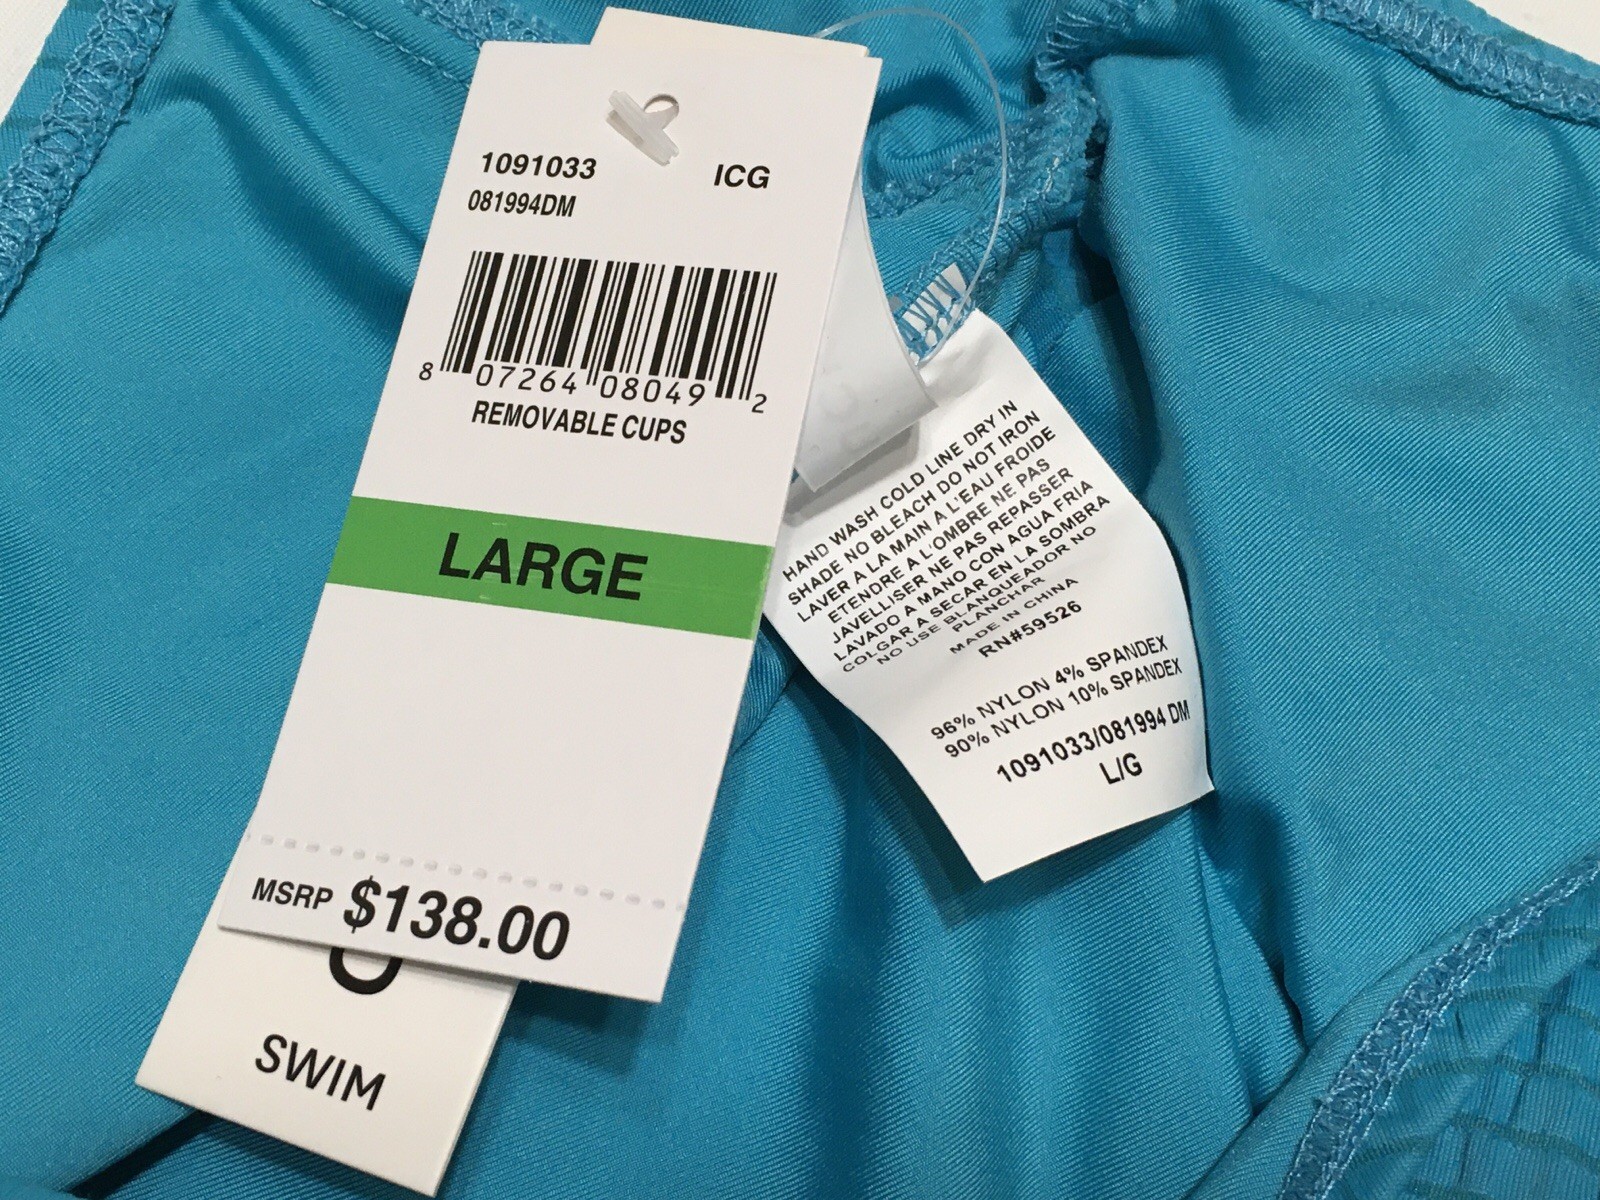 1091033
ICG
081994DM
8 07264 08049 2
REMOVABLE CUPS
LARGE
MSRP $138.00
SWIM
HAND WASH COLD LINE DRY IN
SHADE NO BLEACH DO NOT IRON
LAVER A LA MAIN A L'EAU FROIDE
ETENDRE A L'OMBRE NE PAS
JAVELLISER NE PAS REPASSER
LAVADO A MANO CON AGUA FRIA
COLGAR A SECAR EN LA SOMBRA
NO USE BLANQUEADOR NO
PLANCHAR
MADE IN CHINA
RN#59526
96% NYLON 4% SPANDEX
90% NYLON 10% SPANDEX
1091033/081994 DM
L/G